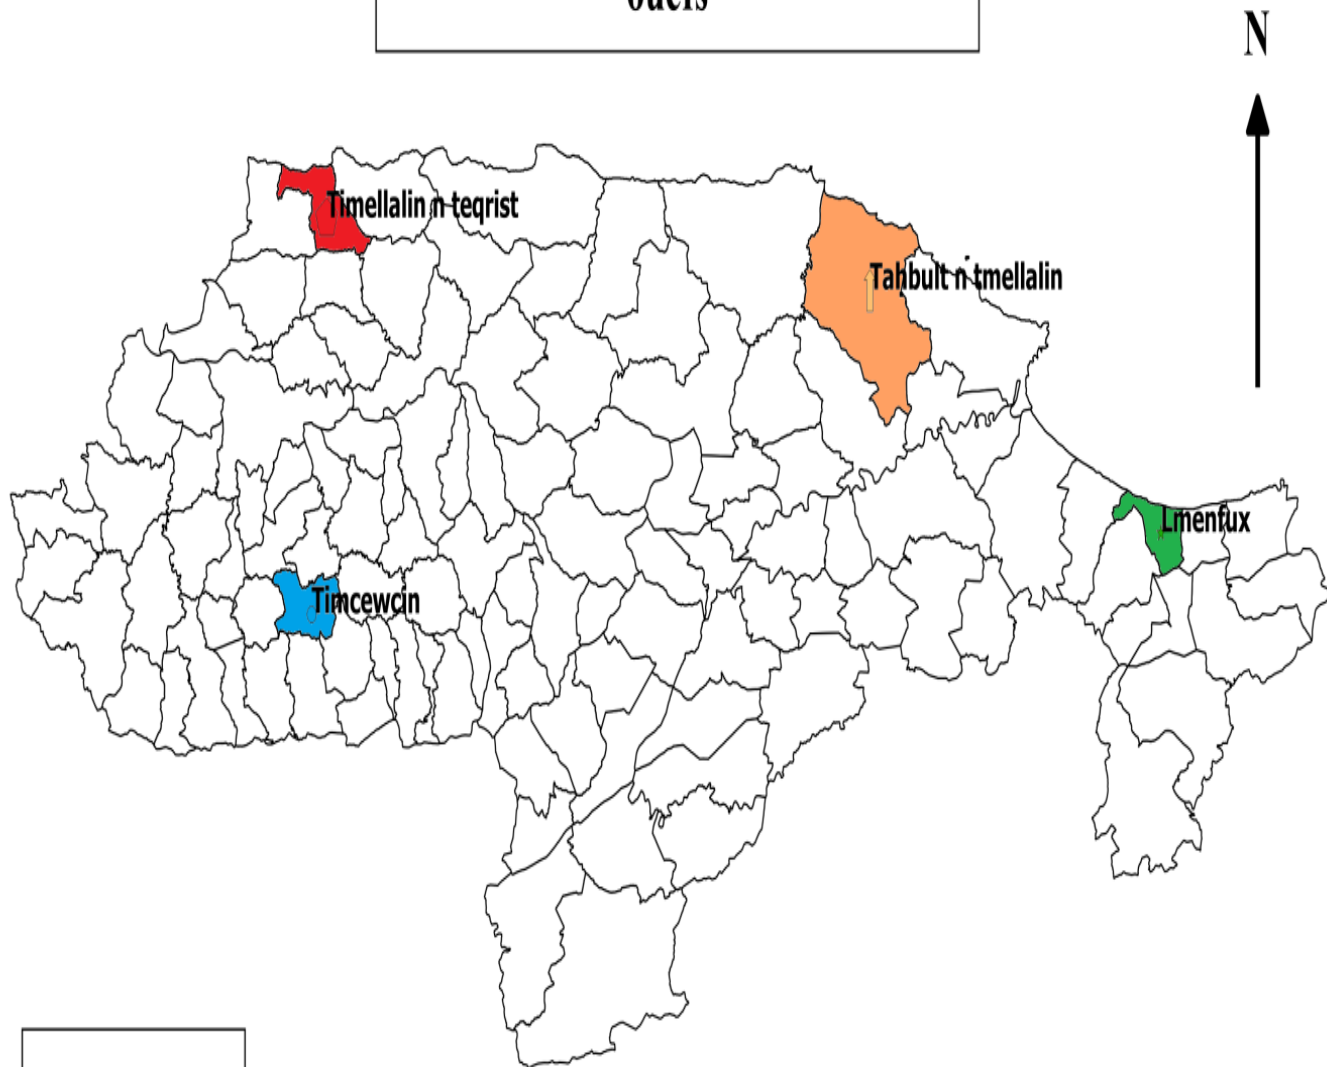 N
Timellalin n teqrist
Tahbult n tmellalin
Lmenfux
Timcewcin